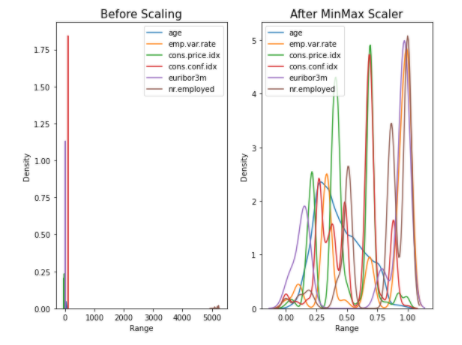 Before Scaling
After MinMax Scaler
age
emp.var.rate
cons.price.idx
cons.conf.idx
euribor3m
nr.employed
age
emp.var.rate
cons.price.idx
cons.conf.idx
euribor3m
nr.employed
Density
1.75
1.50
1.25
1.00
0.75
0.50
0.25
0.00
0
1000
2000
3000
4000
5000
Range
Density
5
4
3
2
1
0
0.00
0.25
0.50
0.75
1.00
Range